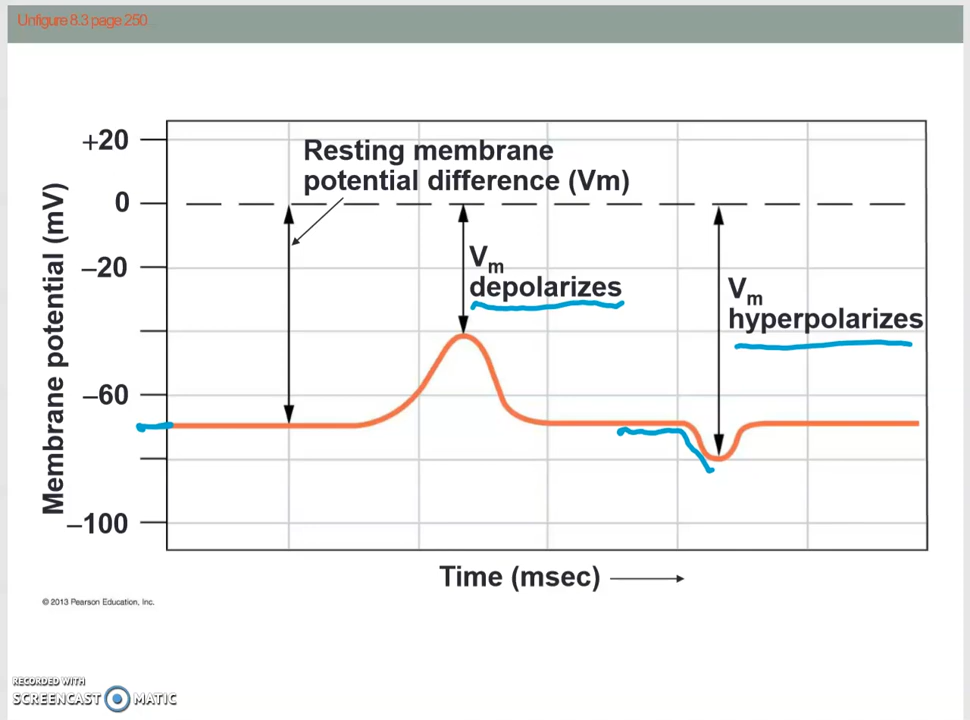 Unfigure 8.3 page 250
+20
0
–20
–60
–100
Membrane potential (mV)
Resting membrane
potential difference (Vm)
Vm
depolarizes
Vm
hyperpolarizes
Time (msec)
© 2013 Pearson Education, Inc.
RECORDED WITH
SCREENCAST MATIC